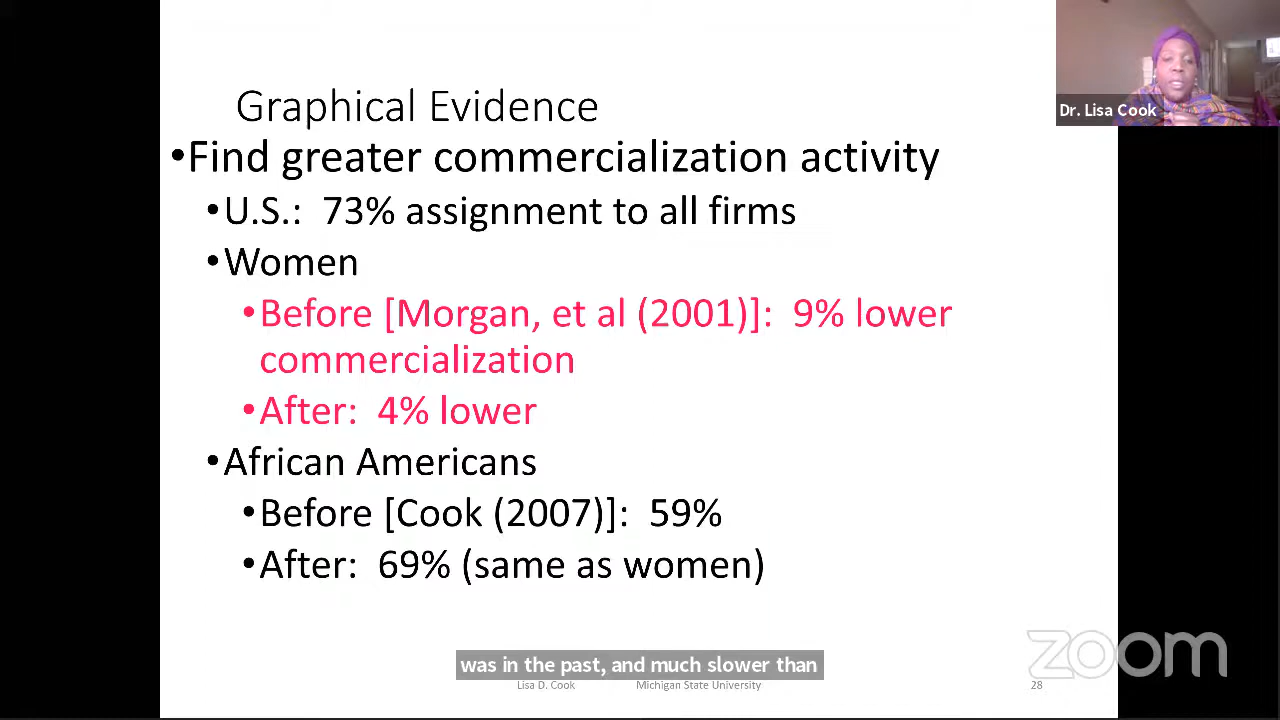 Graphical Evidence
•Find greater commercialization activity
•U.S.: 73% assignment to all firms
•Women
•Before [Morgan, et al (2001)]: 9% lower
commercialization
•After: 4% lower
•African Americans
•Before [Cook (2007)]: 59%
•After: 69% (same as women)
Dr. Lisa Cook
was in the past, and much slower than
Lisa D. Cook Michigan State University 28
zoom